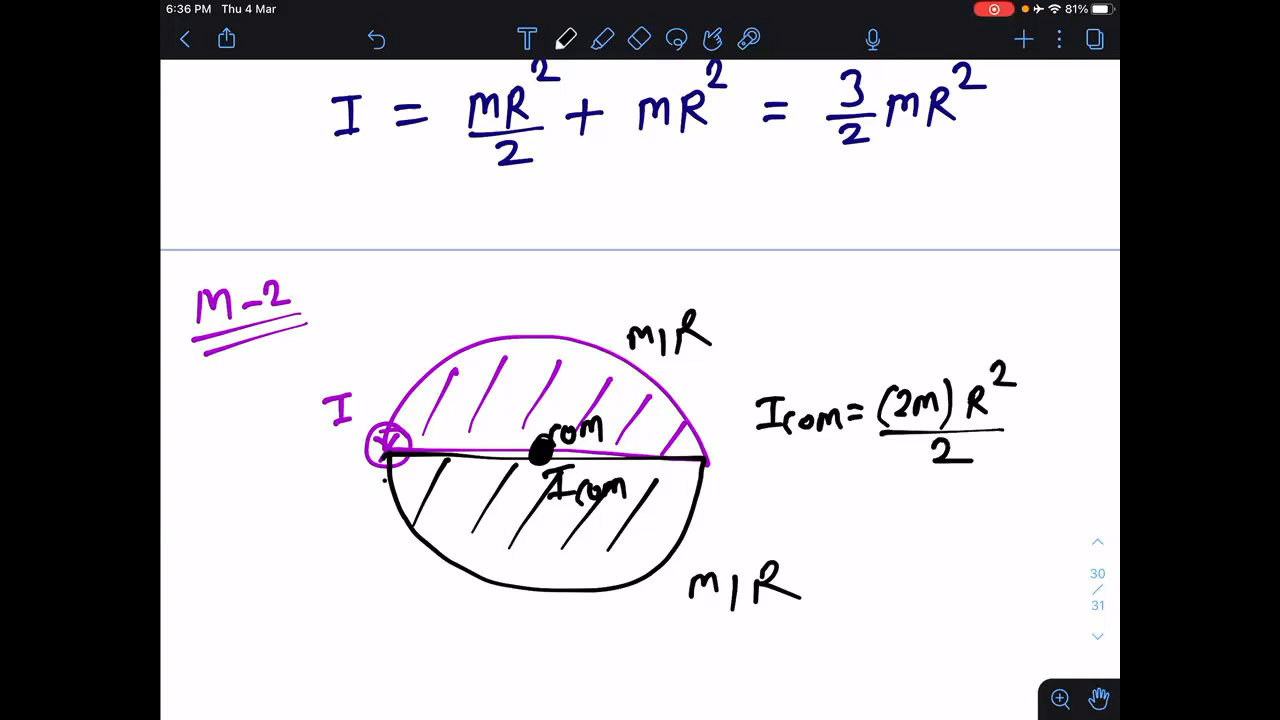 6:36 PM Thu 4 Mar
81%
T
I = mR²/2 + mR² = 3/2 mR²
M-2
m, R
I
com
Icom
Icom = (2m) R²/2
m, R
30
/
31